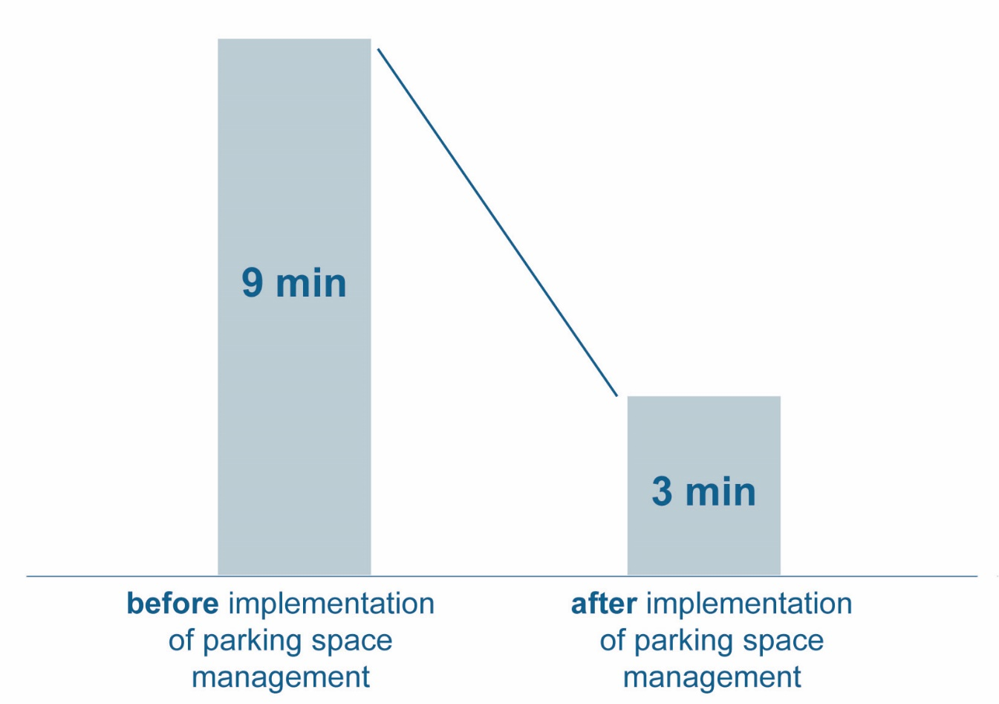 9 min
3 min
before implementation
of parking space
management
after implementation
of parking space
management